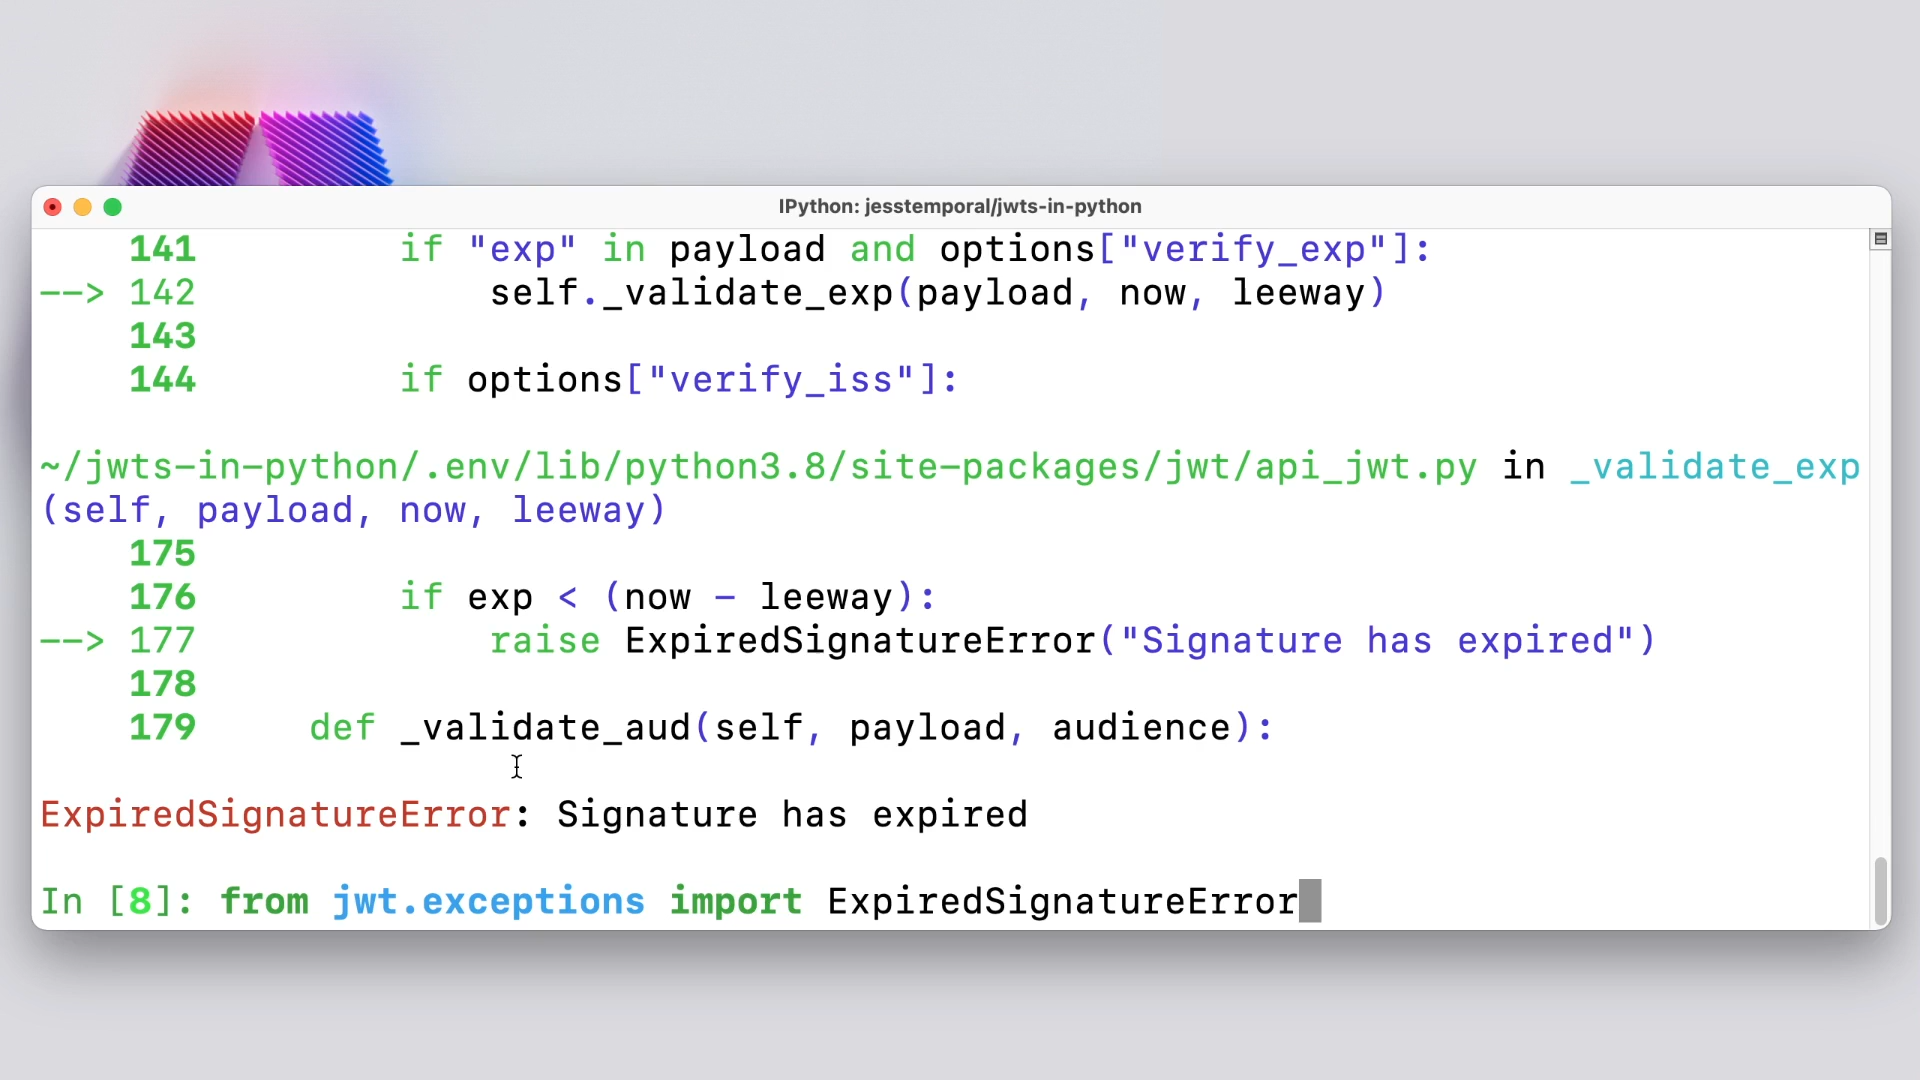 IPython: jesstemporal/jwts-in-python
141 if "exp" in payload and options["verify_exp"]:
--> 142 self._validate_exp(payload, now, leeway)
143
144 if options["verify_iss"]:
~/jwts-in-python/.env/lib/python3.8/site-packages/jwt/api_jwt.py in _validate_exp
(self, payload, now, leeway)
175
176 if exp < (now - leeway):
--> 177 raise ExpiredSignatureError("Signature has expired")
178
179 def _validate_aud(self, payload, audience):
ExpiredSignatureError: Signature has expired
In [8]: from jwt.exceptions import ExpiredSignatureError